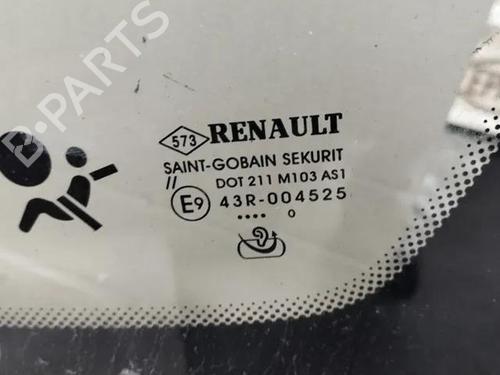 B-PARTS
573 RENAULT
SAINT-GOBAIN SEKURIT
// DOT 211 M103 AS1
E9 43R-004525
.... 0